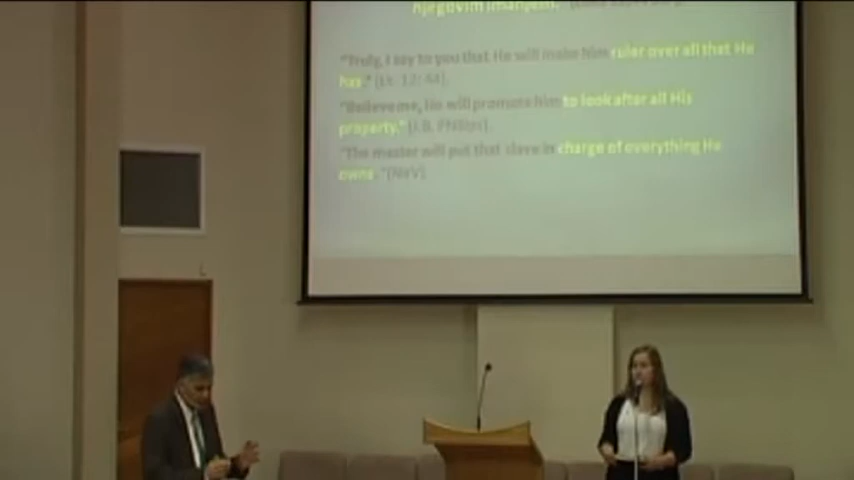 njegovim imanjem."
"Truly, I say to you that He will make him ruler over all that He
has." (Lk. 12: 44).
"Believe me, He will promote him to look after all His
property." (J.B. Phillips).
"The master will put that slave in charge of everything He
owns." (NIrV)